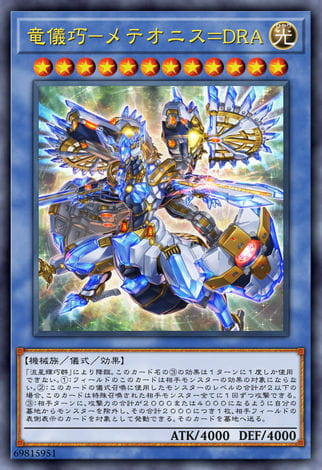 竜儀巧－メテオニス＝DRA
光
［機械族／儀式／効果］
「流星輝巧群」により降臨。このカード名の③の効果は１ターンに１度しか使用
できない。①：フィールドのこのカードは相手モンスターの効果の対象にならな
い。②：このカードの儀式召喚に使用したモンスターのレベルの合計が２以下の
場合、このカードは特殊召喚された相手モンスター全てに１回ずつ攻撃できる。
③：相手ターンに、攻撃力の合計が２０００または４０００になるように自分の
墓地からモンスターを除外し、その合計２０００につき１枚、相手フィールドの
表側表示のカードを対象として発動できる。そのカードを墓地へ送る。
ATK/4000 DEF/4000
69815951